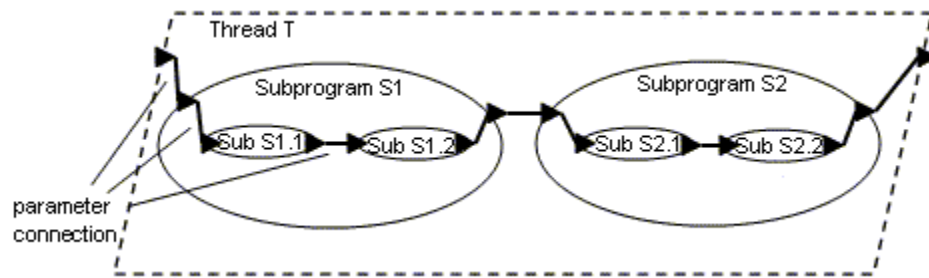 Thread T
Subprogram S1
Subprogram S2
Sub S1.1
Sub S1.2
Sub S2.1
Sub S2.2
parameter
connection